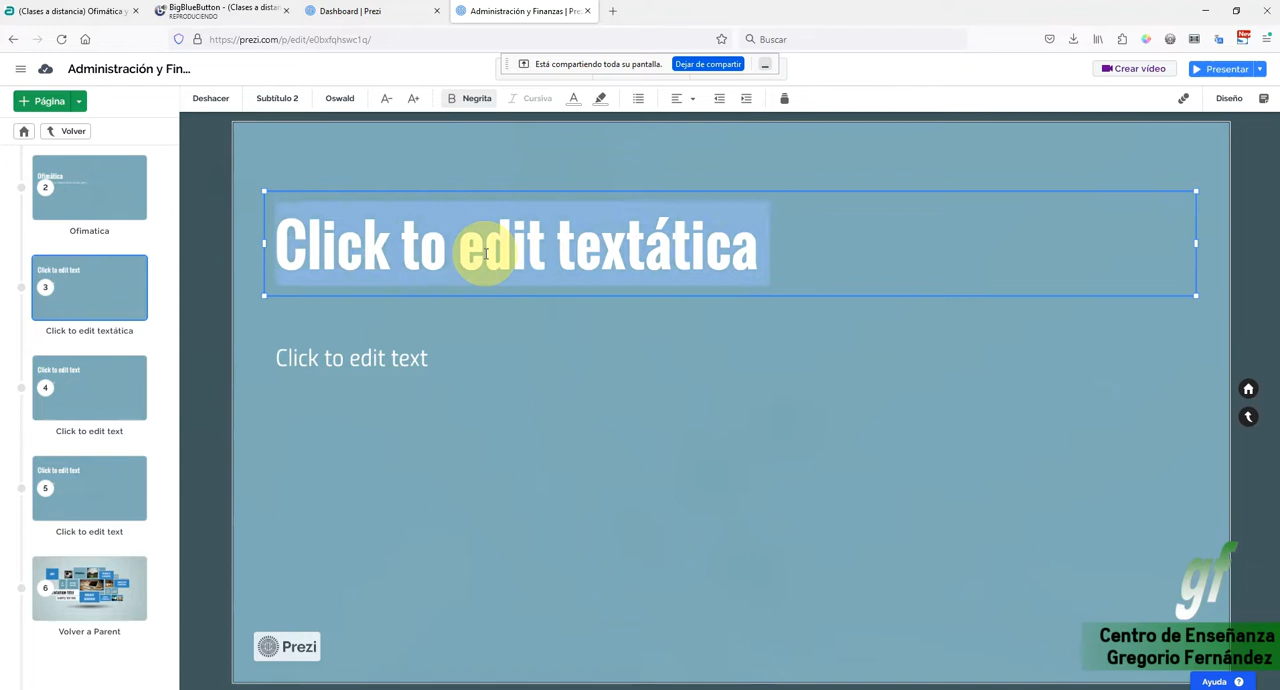 (Clases a distancia) Ofimática y
BigBlueButton - (Clases a distan
REPRODUCIENDO
Dashboard | Prezi
Administración y Finanzas | Prez
https://prezi.com/p/edit/e0bxfqhswc1q/
Buscar
New
Administración y Fin...
Está compartiendo toda su pantalla.
Dejar de compartir
Crear vídeo
Presentar
+ Página
Deshacer
Subtítulo 2
Oswald
A-
A+
B Negrita
I Cursiva
A
Diseño
Volver
Ofimática
2
Ofimatica
Click to edit text
3
Click to edit textática
Click to edit text
4
Click to edit text
Click to edit text
5
Click to edit text
6
Volver a Parent
Click to edit textática
Click to edit text
Prezi
gf
Centro de Enseñanza
Gregorio Fernández
Ayuda ?